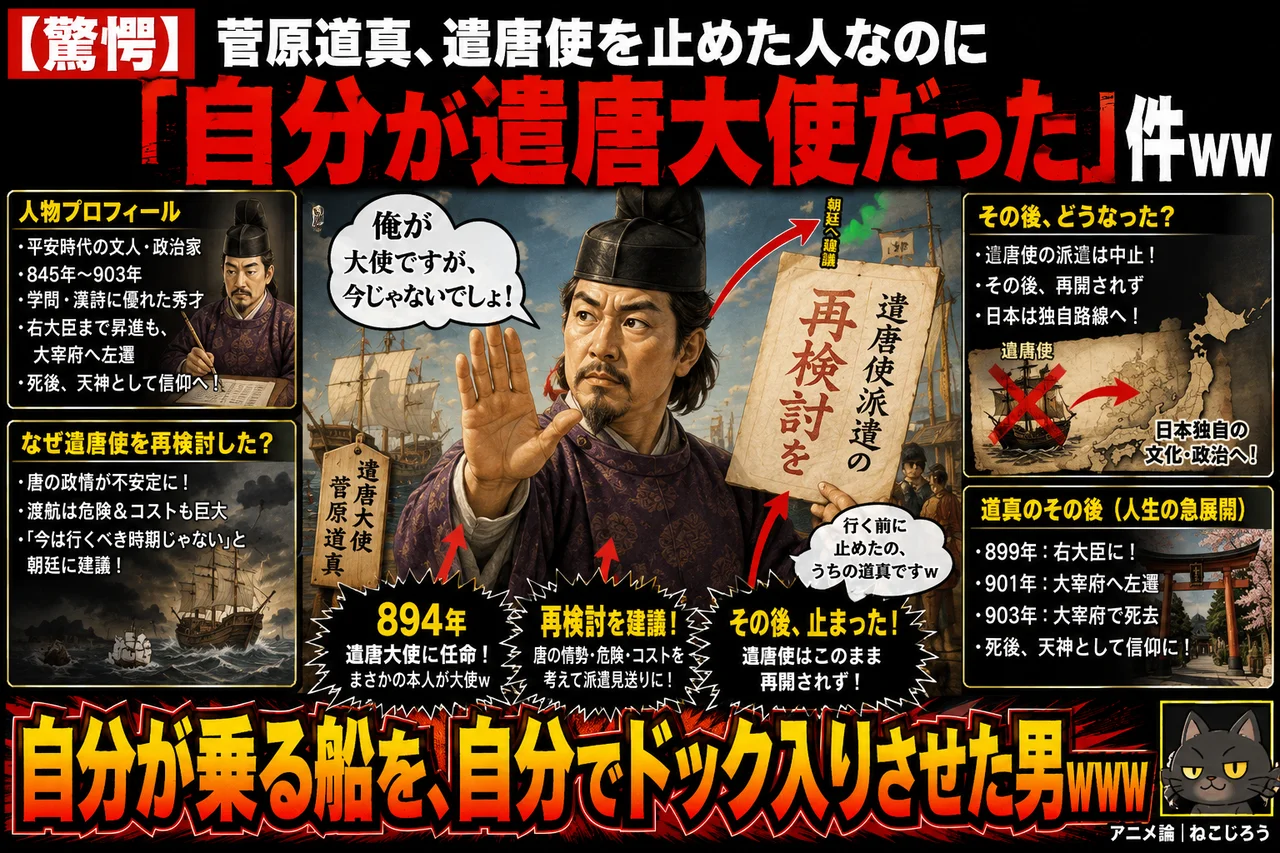 【驚愕】
菅原道真、遣唐使を止めた人なのに
「自分が遣唐大使だった」件ww
人物プロフィール
・平安時代の文人・政治家
・845年〜903年
・学問・漢詩に優れた秀才
・右大臣まで昇進も、
大宰府へ左遷
・死後、天神として信仰へ！
なぜ遣唐使を再検討した？
・唐の政情が不安定に！
・渡航は危険＆コストも巨大
・「今は行くべき時期じゃない」と
朝廷に建議！
俺が
大使ですが、
今じゃないでしょ！
朝廷へ建議
遣唐使派遣の
再検討を
遣唐大使
菅原道真
行く前に
止めたの、
うちの道真ですw
894年
遣唐大使に任命！
まさかの本人が大使w
再検討を建議！
唐の情勢・危険・コストを
考えて派遣見送りに！
その後、止まった！
遣唐使はこのまま
再開されず！
その後、どうなった？
・遣唐使の派遣は中止！
・その後、再開されず
・日本は独自路線へ！
遣唐使
日本独自の
文化・政治へ！
道真のその後（人生の急展開）
・899年：右大臣に！
・901年：大宰府へ左遷
・903年：大宰府で死去
・死後、天神として信仰に！
自分が乗る船を、自分でドック入りさせた男www
アニメ論｜ねこじろう